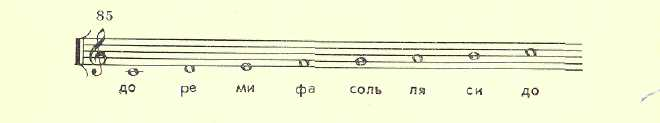 85
до ре ми фа соль ля си до